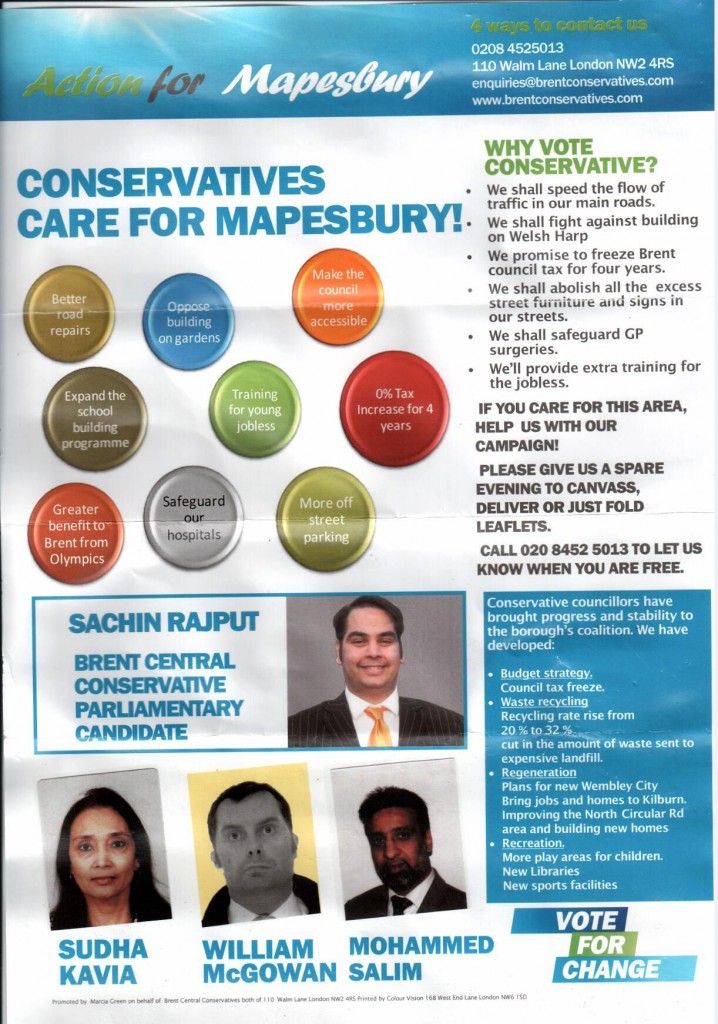 Action for Mapesbury
4 ways to contact us
0208 4525013
110 Walm Lane London NW2 4RS
enquiries@brentconservatives.com
www.brentconservatives.com
CONSERVATIVES
CARE FOR MAPESBURY!
Better
road
repairs
Oppose
building
on gardens
Make the
council
more
accessible
Expand the
school
building
programme
Training
for young
jobless
0% Tax
Increase for 4
years
Greater
benefit to
Brent from
Olympics
Safeguard
our
hospitals
More off
street
parking
WHY VOTE
CONSERVATIVE?
• We shall speed the flow of
traffic in our main roads.
• We shall fight against building
on Welsh Harp
• We promise to freeze Brent
council tax for four years.
• We shall abolish all the excess
street furniture and signs in
our streets.
• We shall safeguard GP
surgeries.
• We'll provide extra training for
the jobless.
IF YOU CARE FOR THIS AREA,
HELP US WITH OUR
CAMPAIGN!
PLEASE GIVE US A SPARE
EVENING TO CANVASS,
DELIVER OR JUST FOLD
LEAFLETS.
CALL 020 8452 5013 TO LET US
KNOW WHEN YOU ARE FREE.
SACHIN RAJPUT
BRENT CENTRAL
CONSERVATIVE
PARLIAMENTARY
CANDIDATE
Conservative councillors have
brought progress and stability to
the borough's coalition. We have
developed:
• Budget strategy,
Council tax freeze.
• Waste recycling
Recycling rate rise from
20 % to 32 %
cut in the amount of waste sent to
expensive landfill.
• Regeneration
Plans for new Wembley City
Bring jobs and homes to Kilburn.
Improving the North Circular Rd
area and building new homes
• Recreation.
More play areas for children.
New Libraries
New sports facilities
SUDHA
KAVIA
WILLIAM
McGOWAN
MOHAMMED
SALIM
VOTE
FOR
CHANGE
Promoted by Marcia Green on behalf of Brent Central Conservatives both of 110 Walm Lane London NW2 4RS Printed by Colour Vision 168 West End Lane London NW6 1SD